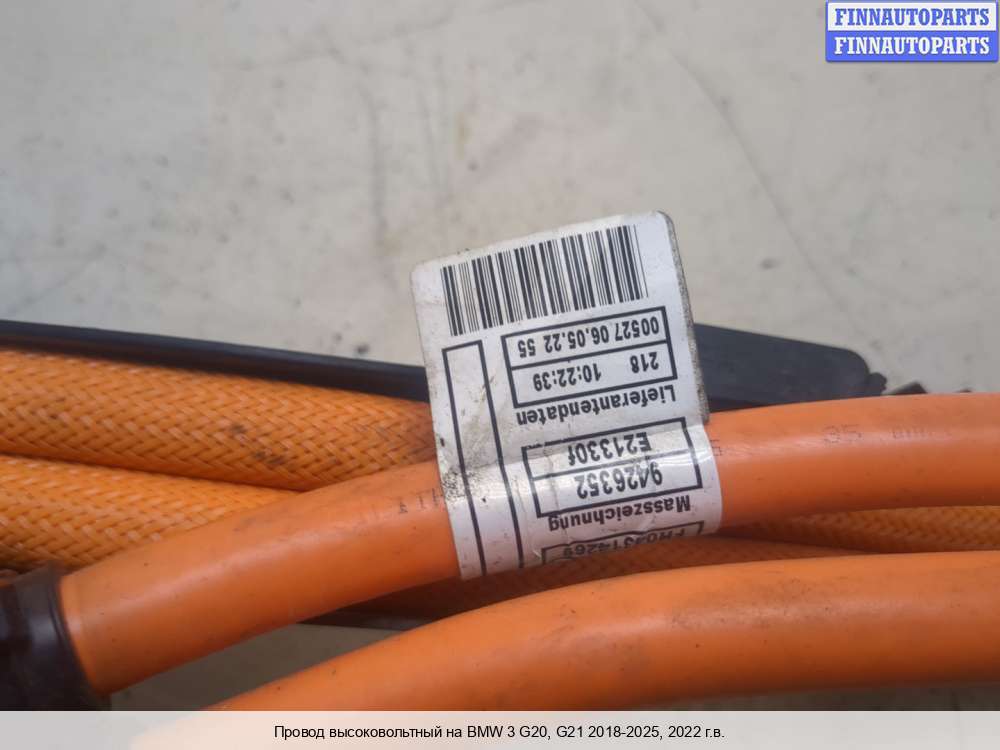 FINNAUTOPARTS
FINNAUTOPARTS
Masszeichnung
9426352
E21330f
Lieferantendaten
218 10:22:39
00527 06.05.22 55
35
Провод высоковольтный на BMW 3 G20, G21 2018-2025, 2022 г.в.